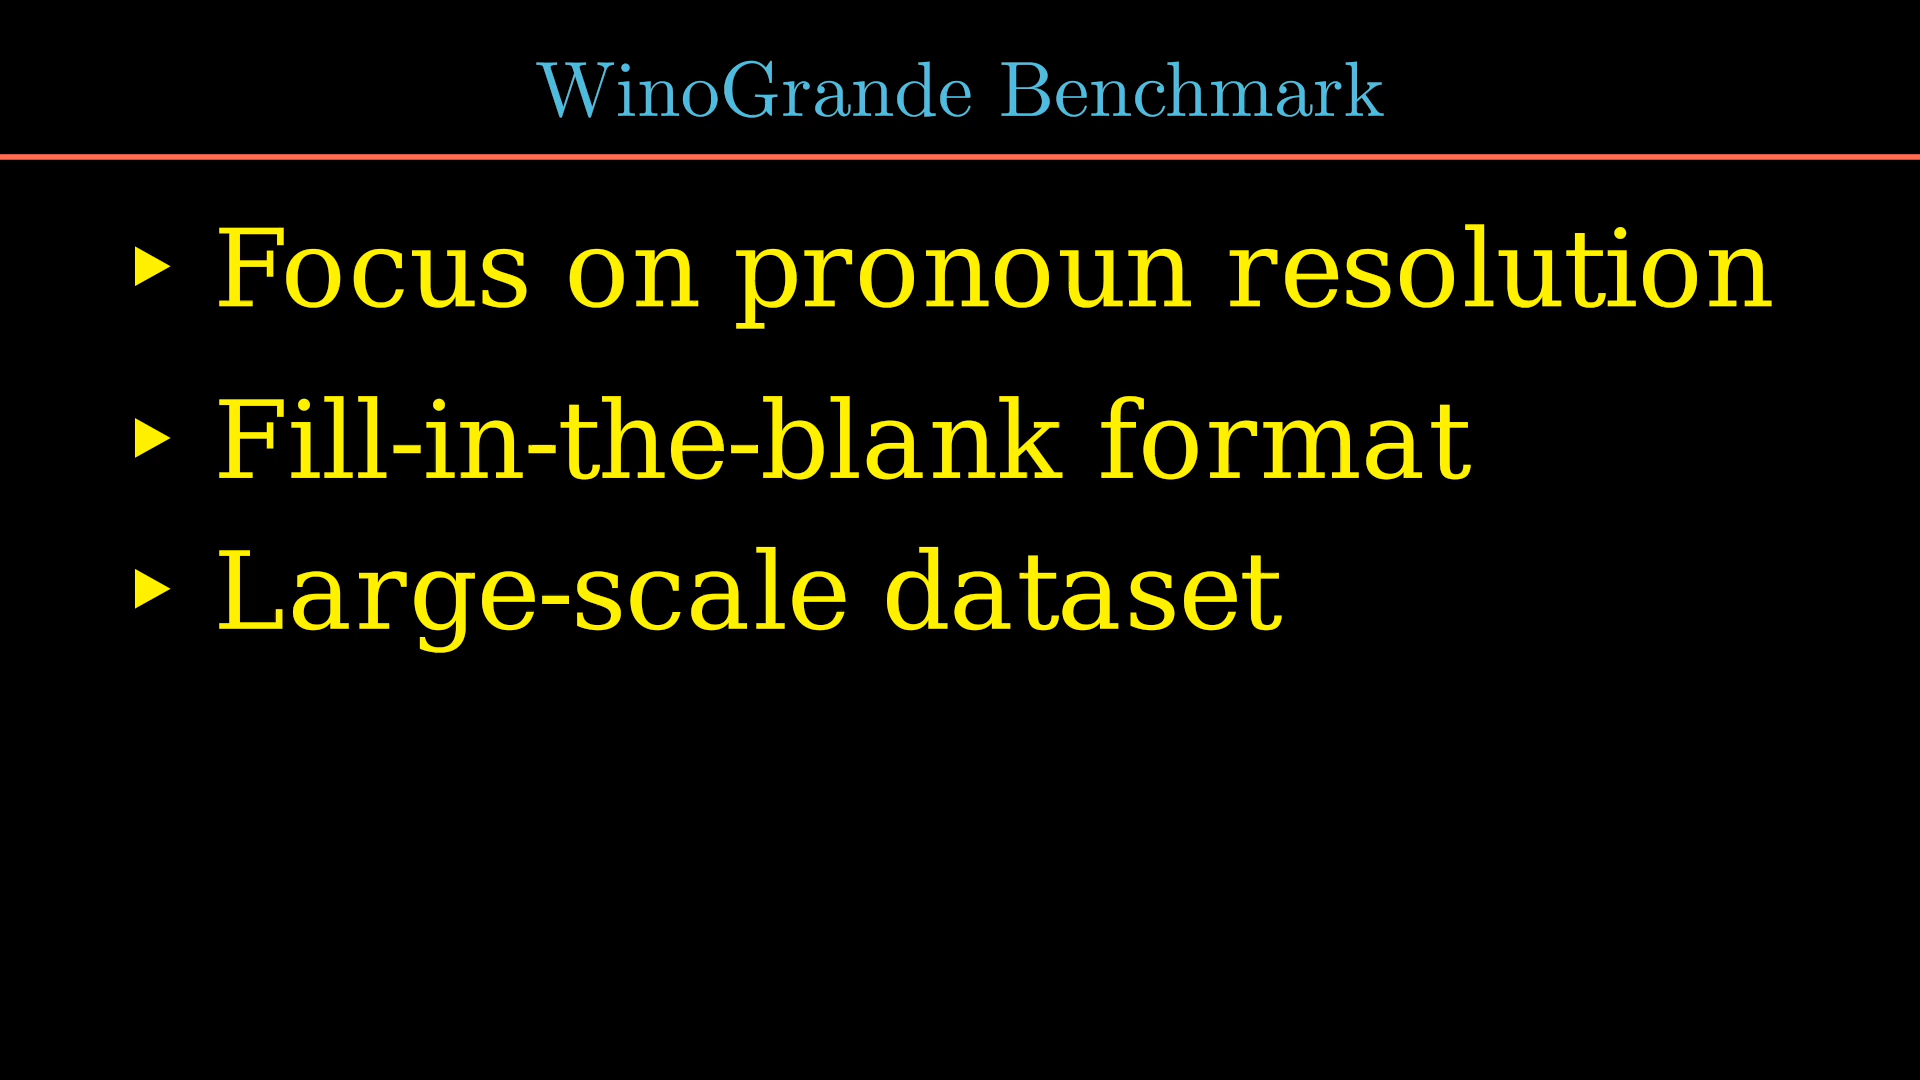 WinoGrande Benchmark
▶ Focus on pronoun resolution
▶ Fill-in-the-blank format
▶ Large-scale dataset